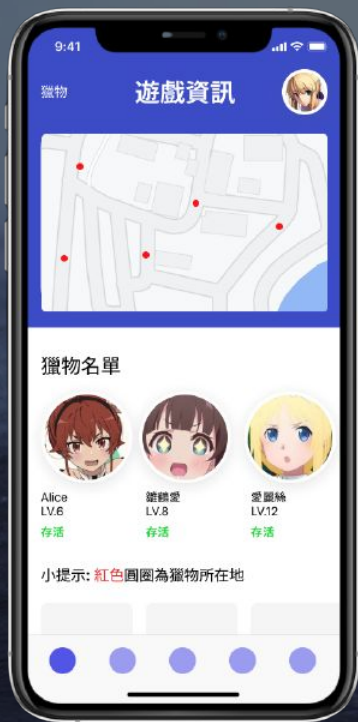 9:41
獵物
遊戲資訊
獵物名單
Alice
LV.6
存活
雛鶴愛
LV.8
存活
愛麗絲
LV.12
存活
小提示: 紅色圓圈為獵物所在地